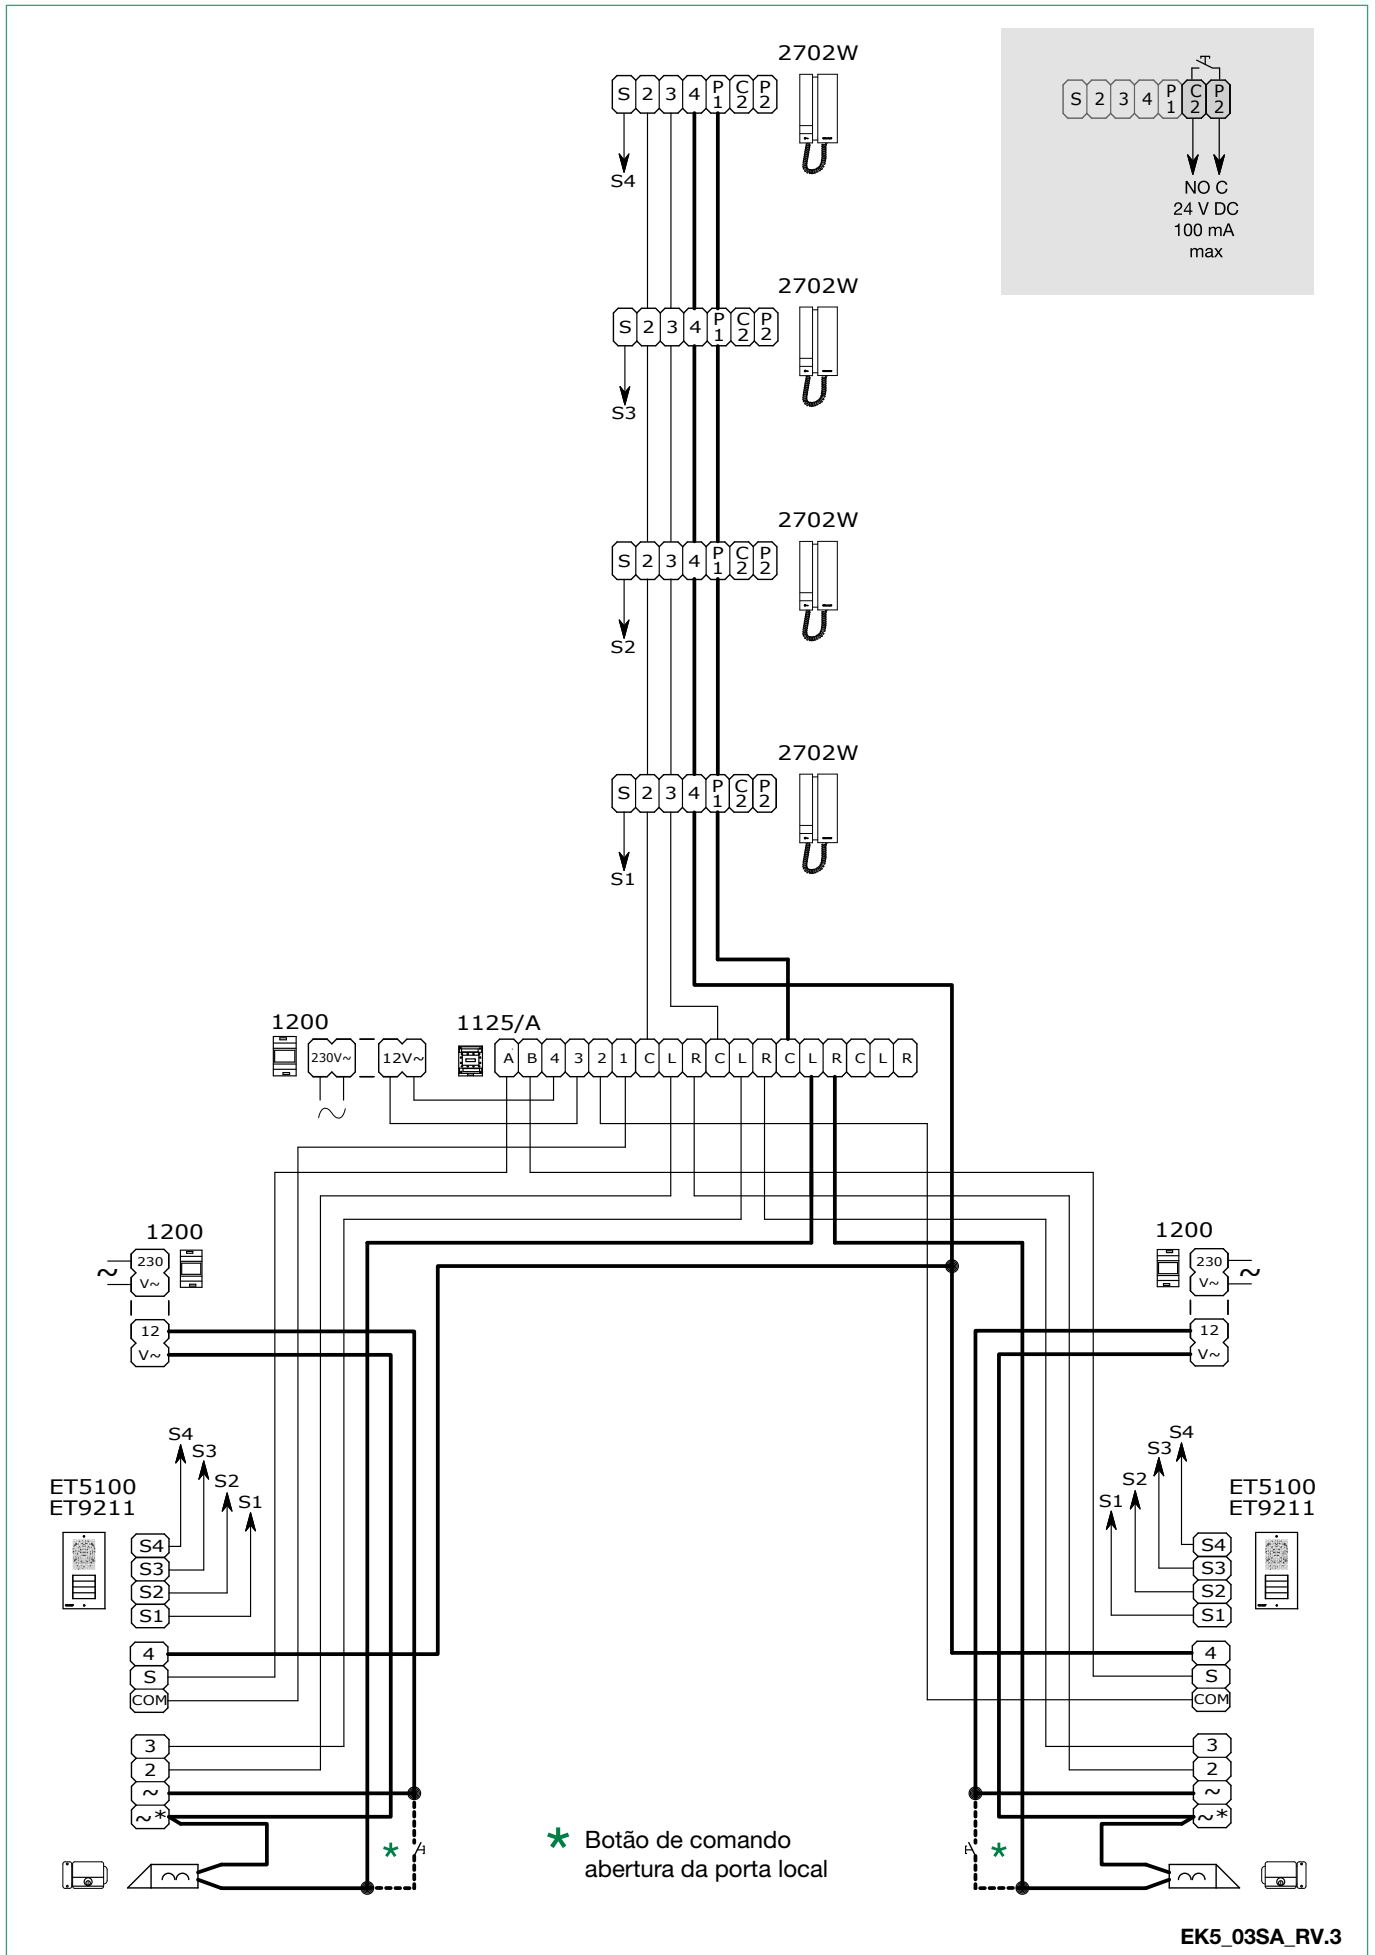 2702W
S 2 3 4 P1 C2 P2
S4
S 2 3 4 P1 C2 P2
NO C
24 V DC
100 mA
max
2702W
S 2 3 4 P1 C2 P2
S3
2702W
S 2 3 4 P1 C2 P2
S2
2702W
S 2 3 4 P1 C2 P2
S1
1200
230V~ 12V~
1125/A
A B 4 3 2 1 C L R C L R C L R C L R
1200
230
V~
~
12
V~
1200
230
V~
~
12
V~
S4
S3
S2
S1
ET5100
ET9211
S4
S3
S2
S1
4
S
COM
3
2
~
~*
*
S4
S3
S2
S1
ET5100
ET9211
S4
S3
S2
S1
4
S
COM
3
2
~
~*
*
* Botão de comando
abertura da porta local
EK5_03SA_RV.3